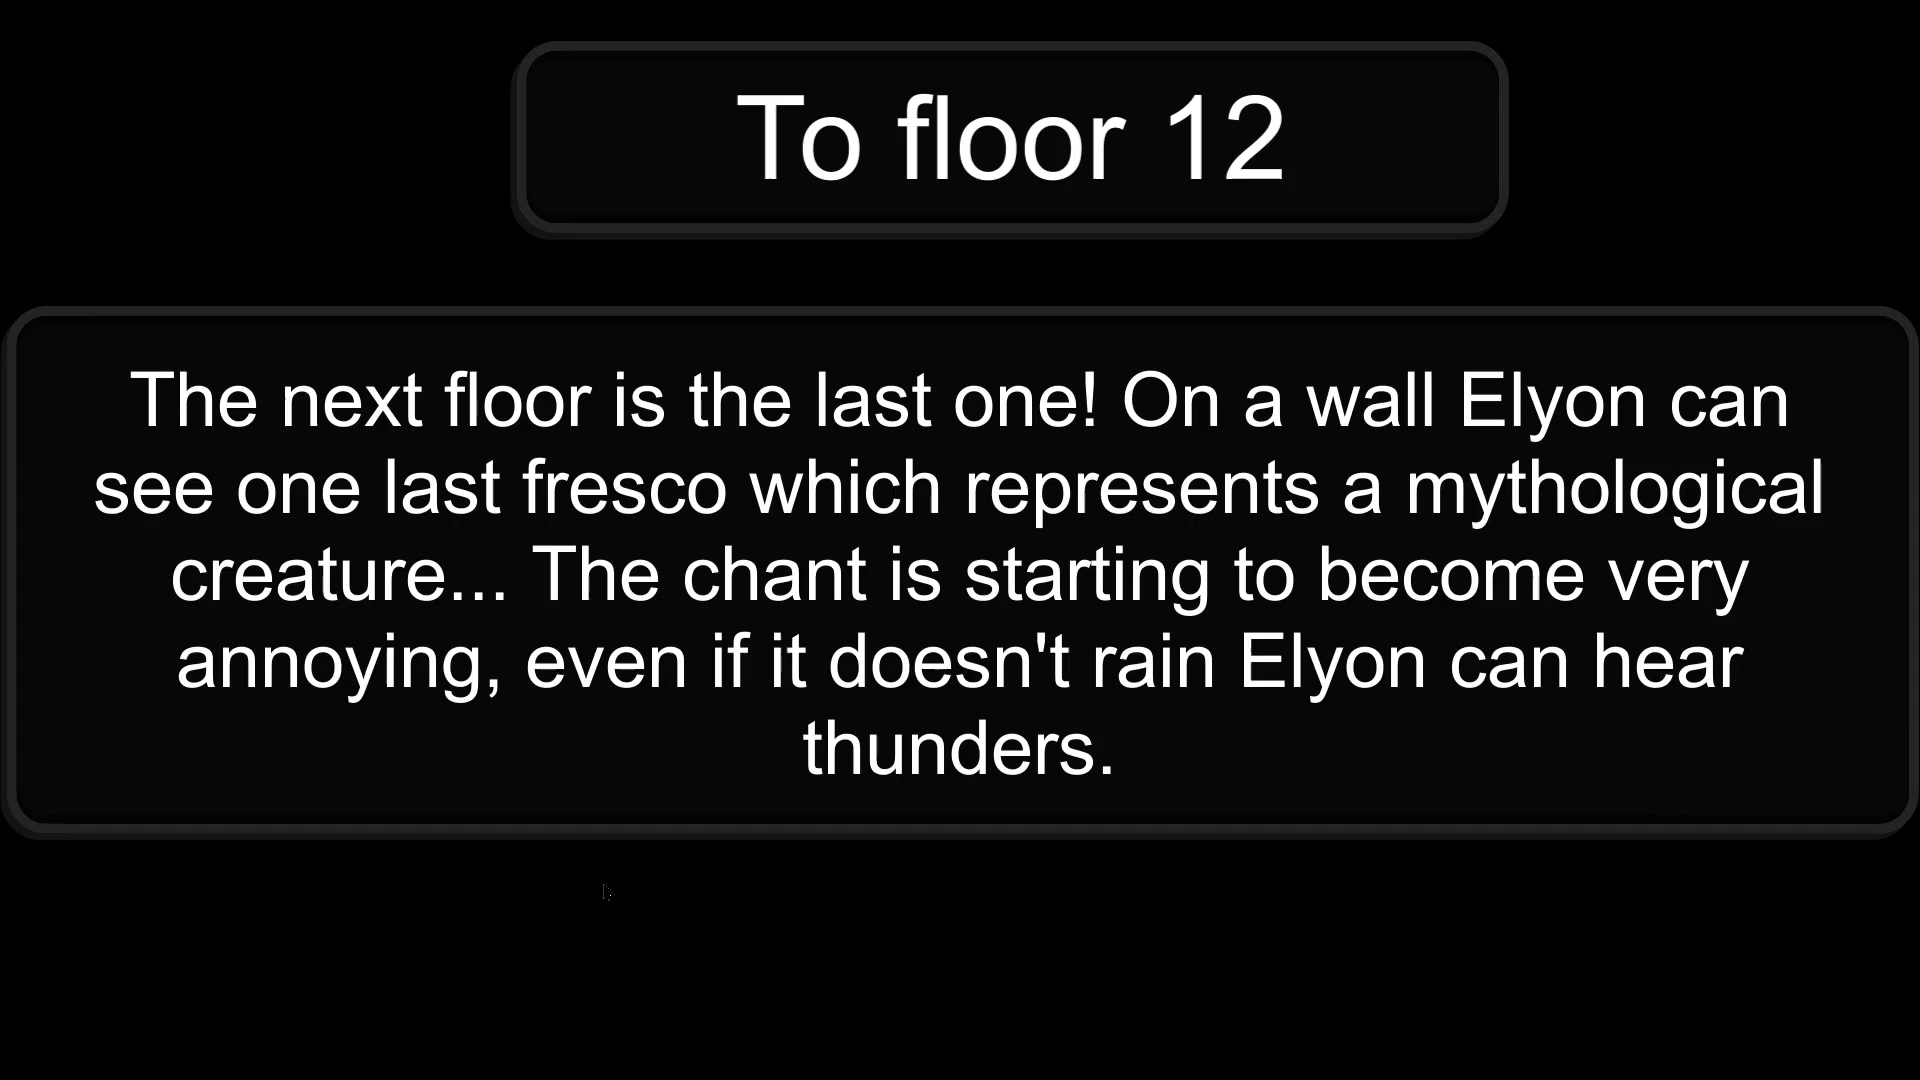 To floor 12
The next floor is the last one! On a wall Elyon can
see one last fresco which represents a mythological
creature... The chant is starting to become very
annoying, even if it doesn't rain Elyon can hear
thunders.